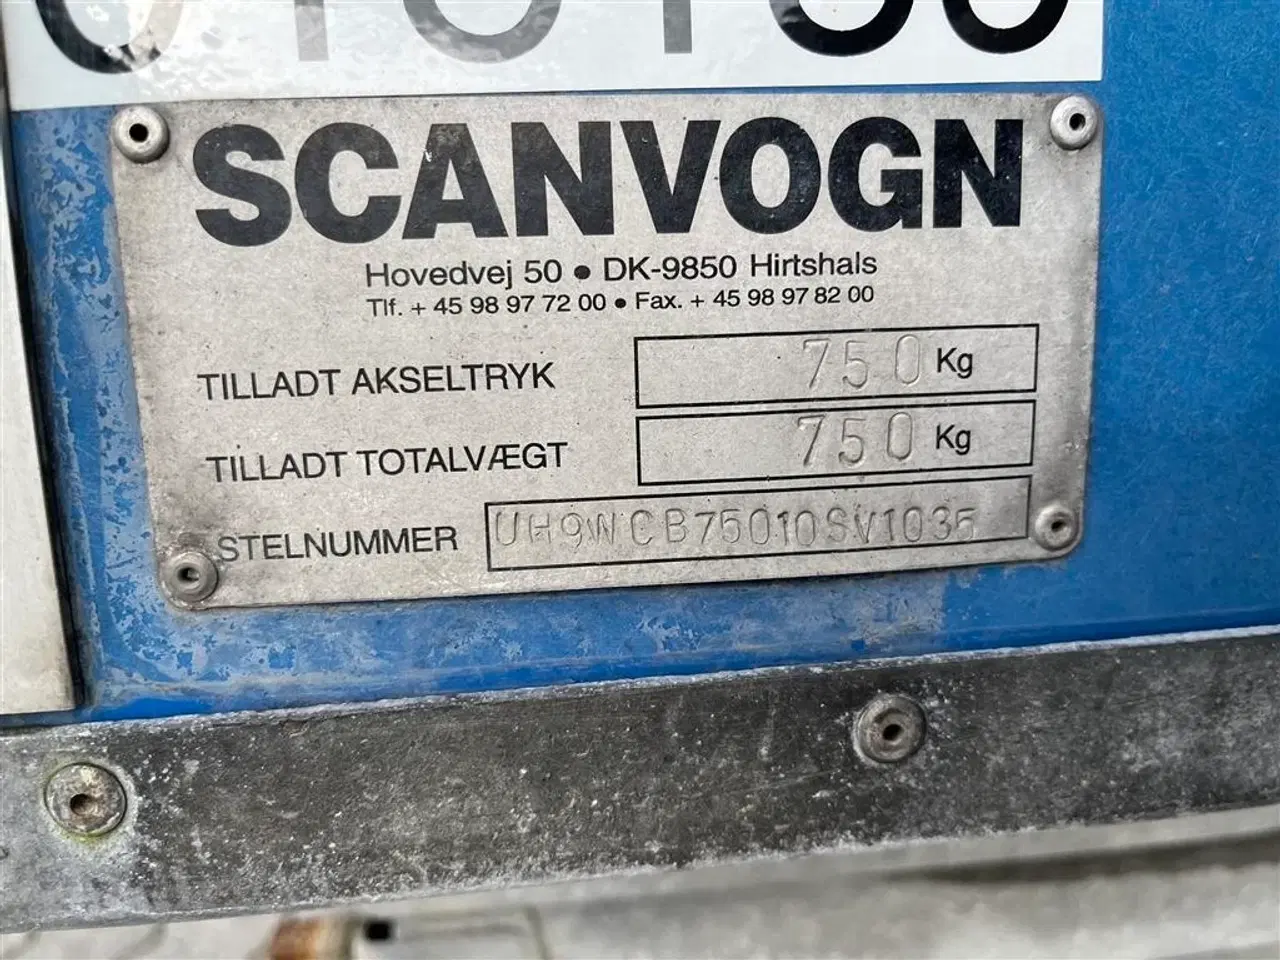 SCANVOGN
Hovedvej 50 • DK-9850 Hirtshals
Tlf. + 45 98 97 72 00 • Fax. + 45 98 97 82 00
TILLADT AKSELTRYK 750 Kg
TILLADT TOTALVÆGT 750 Kg
STELNUMMER UH9WCB75010SV1035